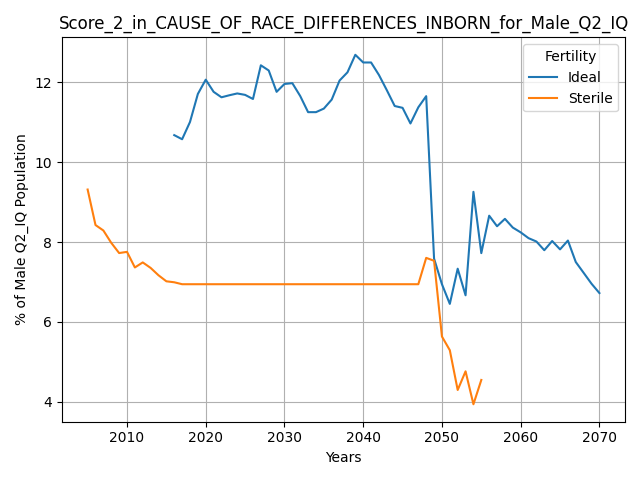 Score_2_in_CAUSE_OF_RACE_DIFFERENCES_INBORN_for_Male_Q2_IQ
Fertility
Ideal
Sterile
% of Male Q2_IQ Population
12
10
8
6
4
2010 2020 2030 2040 2050 2060 2070
Years